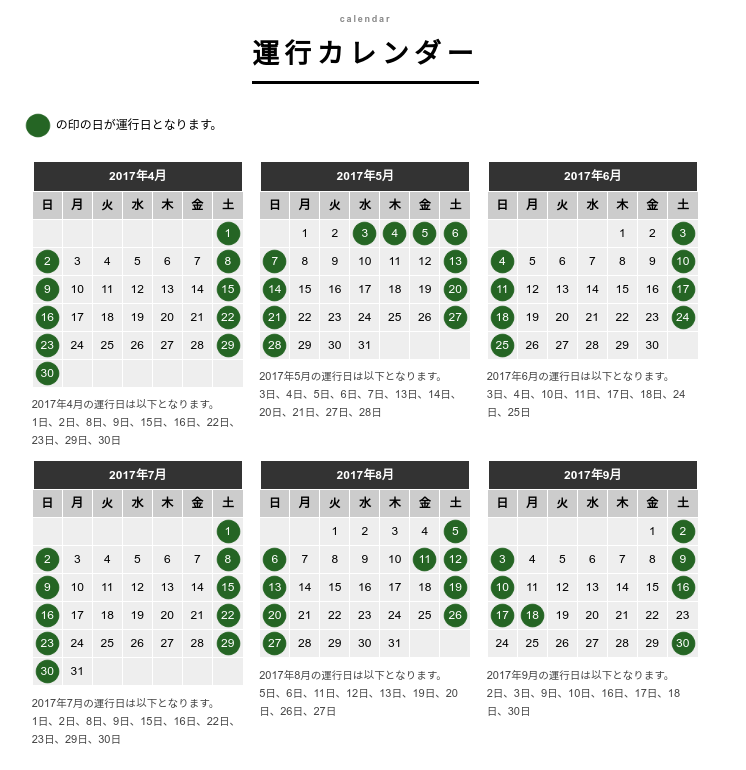 calendar
運行カレンダー
の印の日が運行日となります。
2017年4月
日 月 火 水 木 金 土
1
2 3 4 5 6 7 8
9 10 11 12 13 14 15
16 17 18 19 20 21 22
23 24 25 26 27 28 29
30
2017年4月の運行日は以下となります。
1日、2日、8日、9日、15日、16日、22日、
23日、29日、30日
2017年5月
日 月 火 水 木 金 土
1 2 3 4 5 6
7 8 9 10 11 12 13
14 15 16 17 18 19 20
21 22 23 24 25 26 27
28 29 30 31
2017年5月の運行日は以下となります。
3日、4日、5日、6日、7日、13日、14日、
20日、21日、27日、28日
2017年6月
日 月 火 水 木 金 土
1 2 3
4 5 6 7 8 9 10
11 12 13 14 15 16 17
18 19 20 21 22 23 24
25 26 27 28 29 30
2017年6月の運行日は以下となります。
3日、4日、10日、11日、17日、18日、24
日、25日
2017年7月
日 月 火 水 木 金 土
1
2 3 4 5 6 7 8
9 10 11 12 13 14 15
16 17 18 19 20 21 22
23 24 25 26 27 28 29
30 31
2017年7月の運行日は以下となります。
1日、2日、8日、9日、15日、16日、22日、
23日、29日、30日
2017年8月
日 月 火 水 木 金 土
1 2 3 4 5
6 7 8 9 10 11 12
13 14 15 16 17 18 19
20 21 22 23 24 25 26
27 28 29 30 31
2017年8月の運行日は以下となります。
5日、6日、11日、12日、13日、19日、20
日、26日、27日
2017年9月
日 月 火 水 木 金 土
1 2
3 4 5 6 7 8 9
10 11 12 13 14 15 16
17 18 19 20 21 22 23
24 25 26 27 28 29 30
2017年9月の運行日は以下となります。
2日、3日、9日、10日、16日、17日、18
日、30日